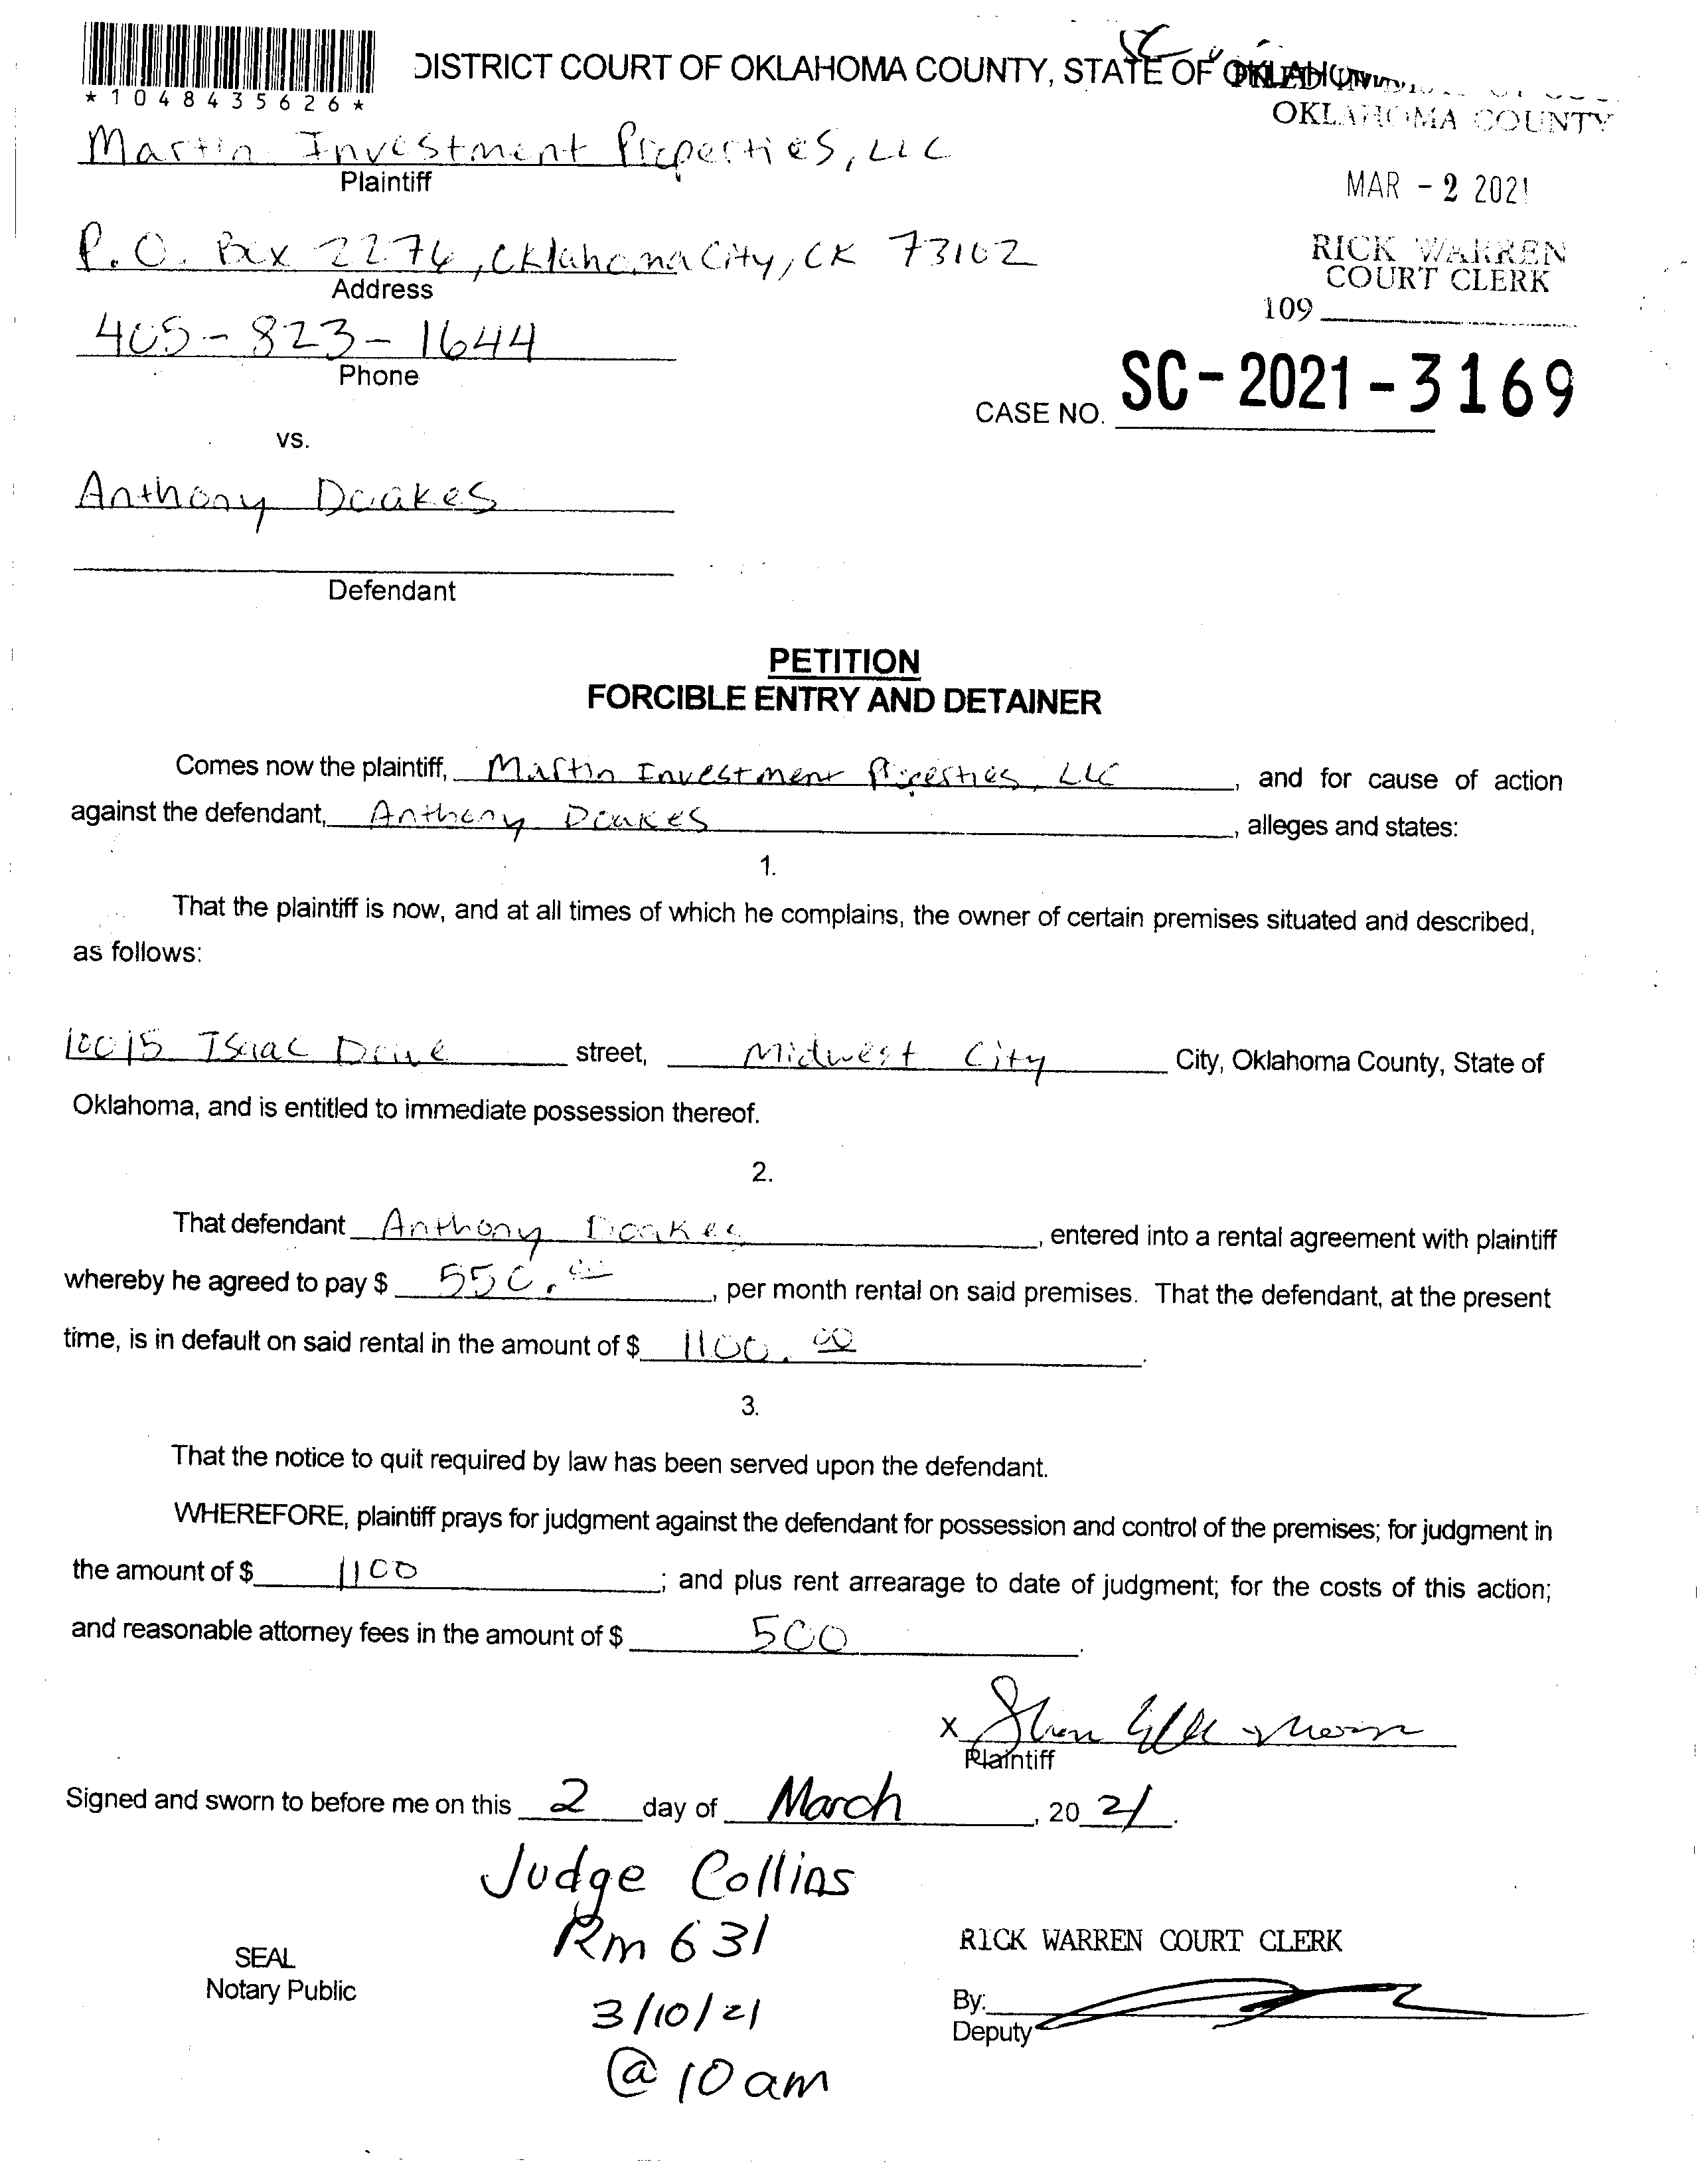 *1048435626*
DISTRICT COURT OF OKLAHOMA COUNTY, STATE OF OKLAHOMA
OKLAHOMA COUNTY
Martin Investment Properties, LLC
Plaintiff
MAR - 2 2021
P.O. Box 2276, Oklahoma City, OK 73102
Address
RICK WARREN
COURT CLERK
109
405-823-1644
Phone
CASE NO. SC-2021-3169
vs.
Anthony Doakes
Defendant
PETITION
FORCIBLE ENTRY AND DETAINER
Comes now the plaintiff, Martin Investment Properties, LLC, and for cause of action
against the defendant, Anthony Doakes, alleges and states:
1.
That the plaintiff is now, and at all times of which he complains, the owner of certain premises situated and described,
as follows:
10015 Isaac Drive street, Midwest City City, Oklahoma County, State of
Oklahoma, and is entitled to immediate possession thereof.
2.
That defendant Anthony Doakes, entered into a rental agreement with plaintiff
whereby he agreed to pay $ 550.00, per month rental on said premises. That the defendant, at the present
time, is in default on said rental in the amount of $ 1100.00.
3.
That the notice to quit required by law has been served upon the defendant.
WHEREFORE, plaintiff prays for judgment against the defendant for possession and control of the premises; for judgment in
the amount of $ 1100; and plus rent arrearage to date of judgment; for the costs of this action;
and reasonable attorney fees in the amount of $ 500.
x
Plaintiff
Signed and sworn to before me on this 2 day of March, 2021.
Judge Collins
Rm 631
3/10/21
@ 10 am
SEAL
Notary Public
RICK WARREN COURT CLERK
By:
Deputy